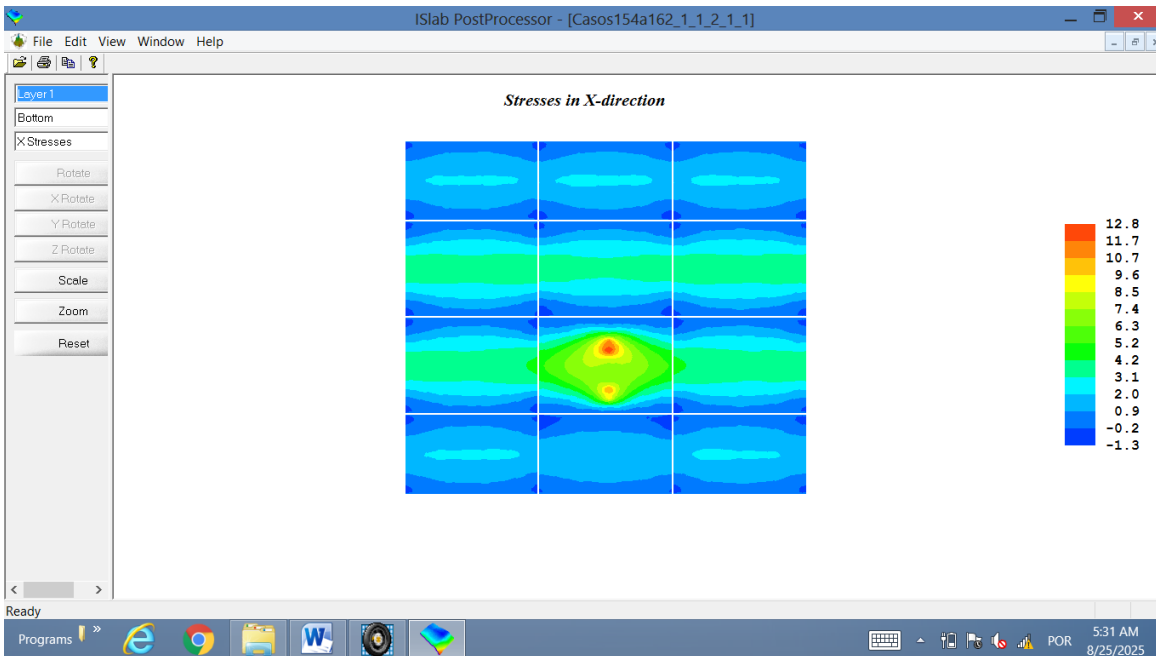 ISlab PostProcessor - [Casos154a162_1_1_2_1_1]
File Edit View Window Help
Layer1
Bottom
X Stresses
Rotate
X Rotate
Y Rotate
Z Rotate
Scale
Zoom
Reset
Stresses in X-direction
12.8
11.7
10.7
9.6
8.5
7.4
6.3
5.2
4.2
3.1
2.0
0.9
-0.2
-1.3
Ready
Programs
POR
5:31 AM
8/25/2025